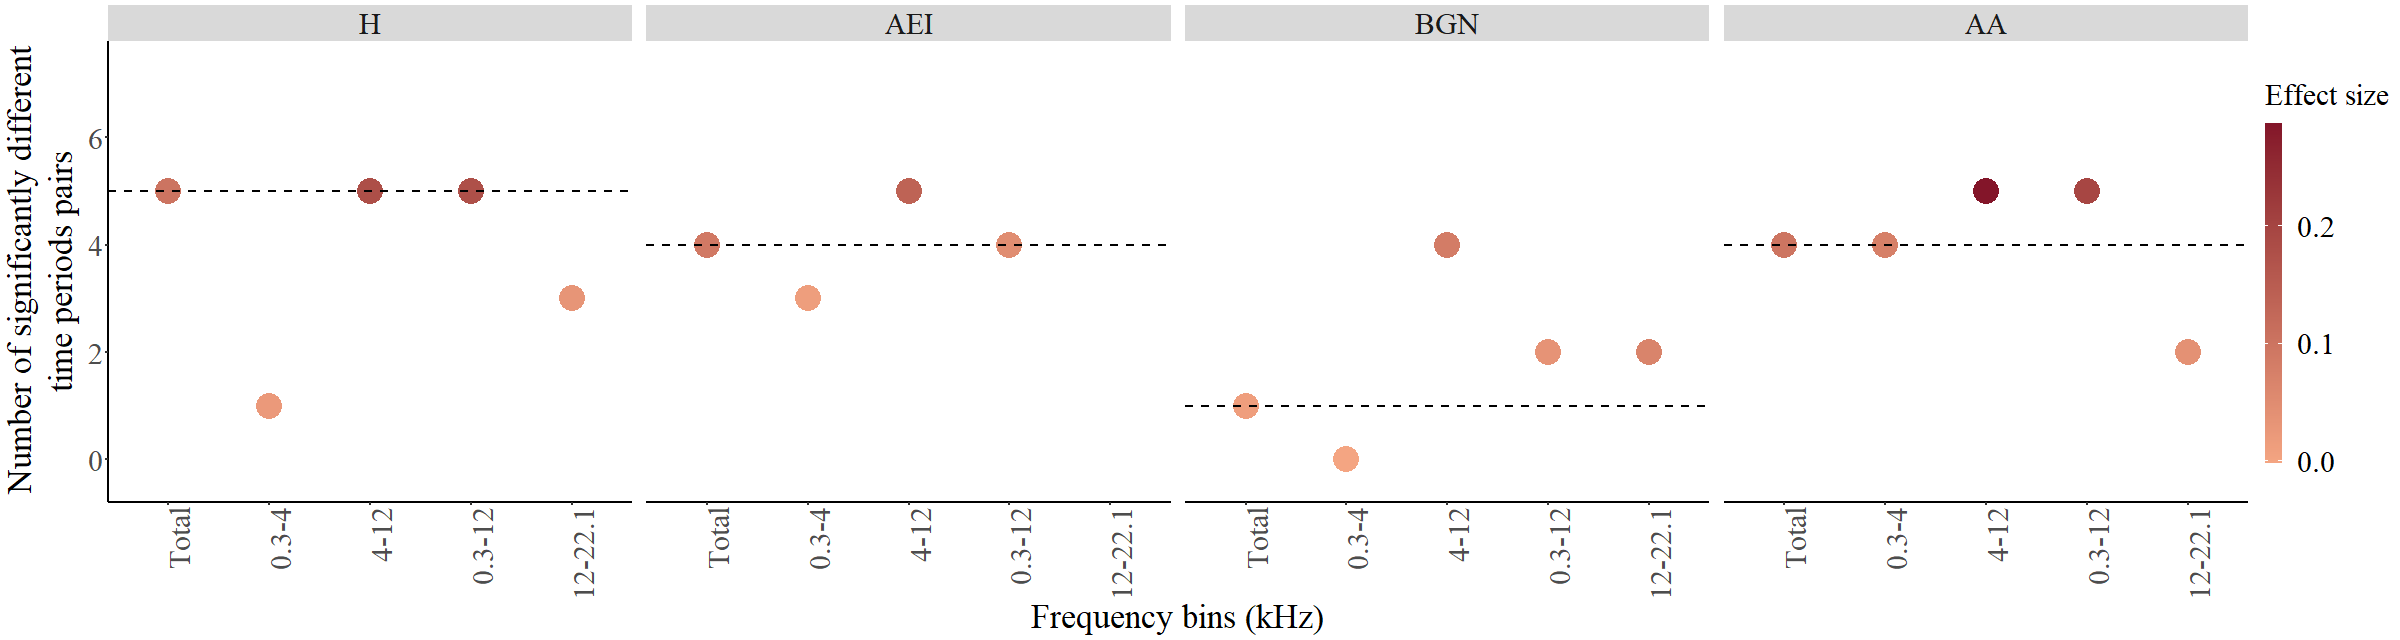 H
AEI
BGN
AA
Number of significantly different
time periods pairs
6
4
2
0
Total
0.3-4
4-12
0.3-12
12-22.1
Total
0.3-4
4-12
0.3-12
12-22.1
Total
0.3-4
4-12
0.3-12
12-22.1
Total
0.3-4
4-12
0.3-12
12-22.1
Frequency bins (kHz)
Effect size
0.2
0.1
0.0